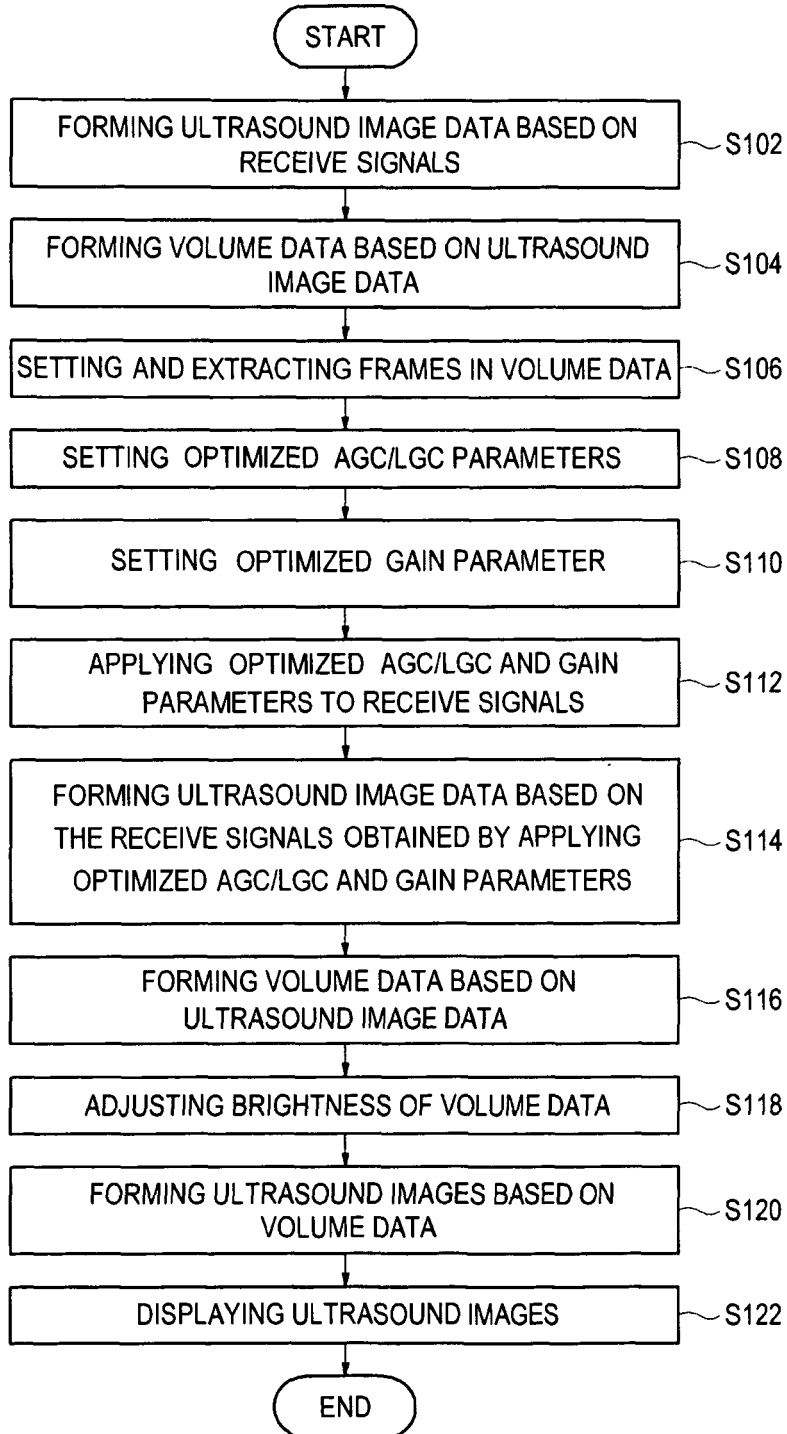 START
FORMING ULTRASOUND IMAGE DATA BASED ON
RECEIVE SIGNALS
S102
FORMING VOLUME DATA BASED ON ULTRASOUND
IMAGE DATA
S104
SETTING AND EXTRACTING FRAMES IN VOLUME DATA
S106
SETTING OPTIMIZED AGC/LGC PARAMETERS
S108
SETTING OPTIMIZED GAIN PARAMETER
S110
APPLYING OPTIMIZED AGC/LGC AND GAIN
PARAMETERS TO RECEIVE SIGNALS
S112
FORMING ULTRASOUND IMAGE DATA BASED ON
THE RECEIVE SIGNALS OBTAINED BY APPLYING
OPTIMIZED AGC/LGC AND GAIN PARAMETERS
S114
FORMING VOLUME DATA BASED ON
ULTRASOUND IMAGE DATA
S116
ADJUSTING BRIGHTNESS OF VOLUME DATA
S118
FORMING ULTRASOUND IMAGES BASED ON
VOLUME DATA
S120
DISPLAYING ULTRASOUND IMAGES
S122
END